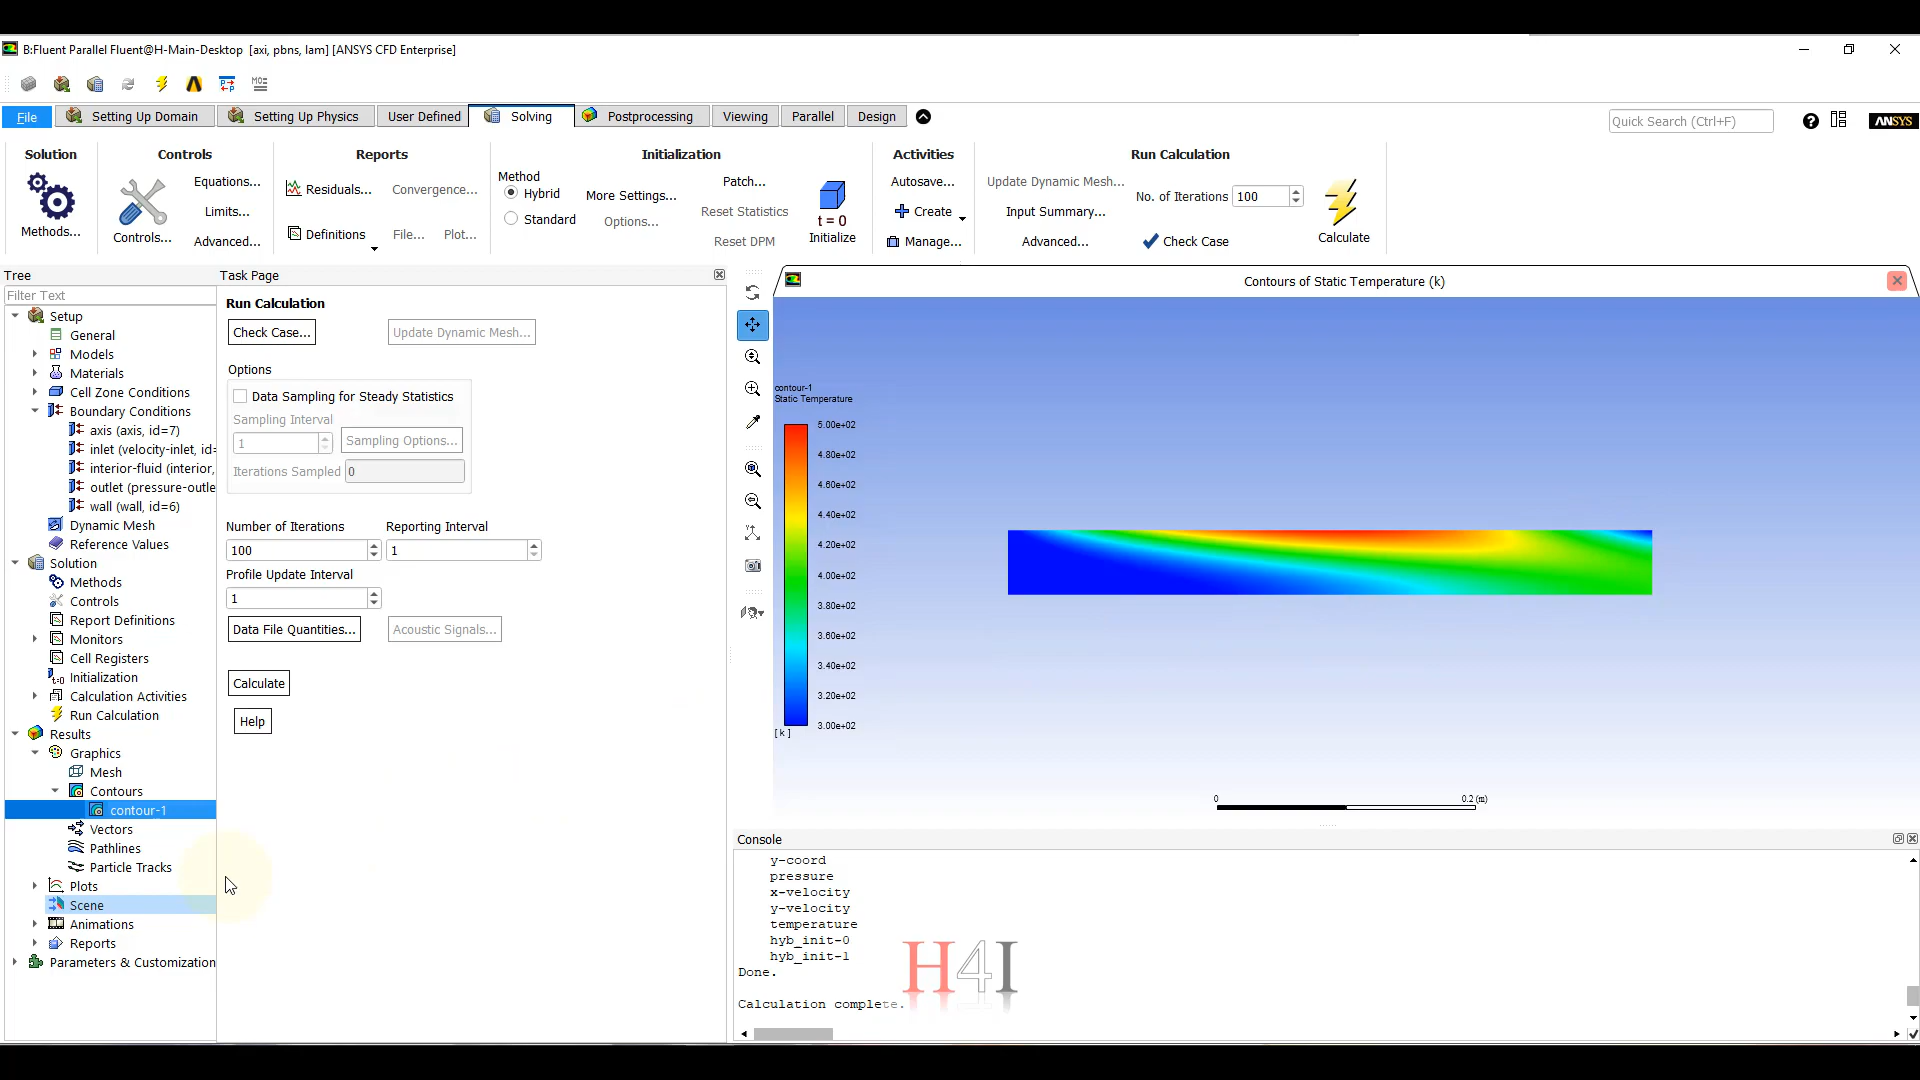 B:Fluent Parallel Fluent@H-Main-Desktop [axi, pbns, lam] [ANSYS CFD Enterprise]
File
Setting Up Domain
Setting Up Physics
User Defined
Solving
Postprocessing
Viewing
Parallel
Design
Quick Search (Ctrl+F)
ANSYS
Solution
Methods...
Controls
Controls...
Equations...
Limits...
Advanced...
Reports
Residuals...
Convergence...
Definitions
File...
Plot...
Initialization
Method
Hybrid
Standard
More Settings...
Options...
Patch...
Reset Statistics
Reset DPM
t = 0
Initialize
Activities
Autosave...
Create
Manage...
Run Calculation
Update Dynamic Mesh...
Input Summary...
Advanced...
No. of Iterations 100
Check Case
Calculate
Tree
Filter Text
Setup
General
Models
Materials
Cell Zone Conditions
Boundary Conditions
axis (axis, id=7)
inlet (velocity-inlet, id=
interior-fluid (interior,
outlet (pressure-outle
wall (wall, id=6)
Dynamic Mesh
Reference Values
Solution
Methods
Controls
Report Definitions
Monitors
Cell Registers
Initialization
Calculation Activities
Run Calculation
Results
Graphics
Mesh
Contours
contour-1
Vectors
Pathlines
Particle Tracks
Plots
Scene
Animations
Reports
Parameters & Customization
Task Page
Run Calculation
Check Case...
Update Dynamic Mesh...
Options
Data Sampling for Steady Statistics
Sampling Interval
1
Sampling Options...
Iterations Sampled 0
Number of Iterations
Reporting Interval
100
1
Profile Update Interval
1
Data File Quantities...
Acoustic Signals...
Calculate
Help
Contours of Static Temperature (k)
contour-1
Static Temperature
5.00e+02
4.80e+02
4.60e+02
4.40e+02
4.20e+02
4.00e+02
3.80e+02
3.60e+02
3.40e+02
3.20e+02
3.00e+02
[ k ]
0
0.2 (m)
Console
y-coord
pressure
x-velocity
y-velocity
temperature
hyb_init-0
hyb_init-1
Done.
Calculation complete.
H4I